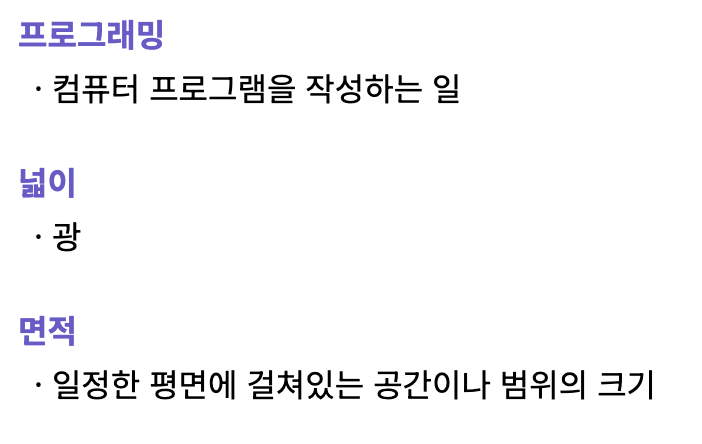 프로그래밍
· 컴퓨터 프로그램을 작성하는 일
넓이
· 광
면적
· 일정한 평면에 걸쳐있는 공간이나 범위의 크기